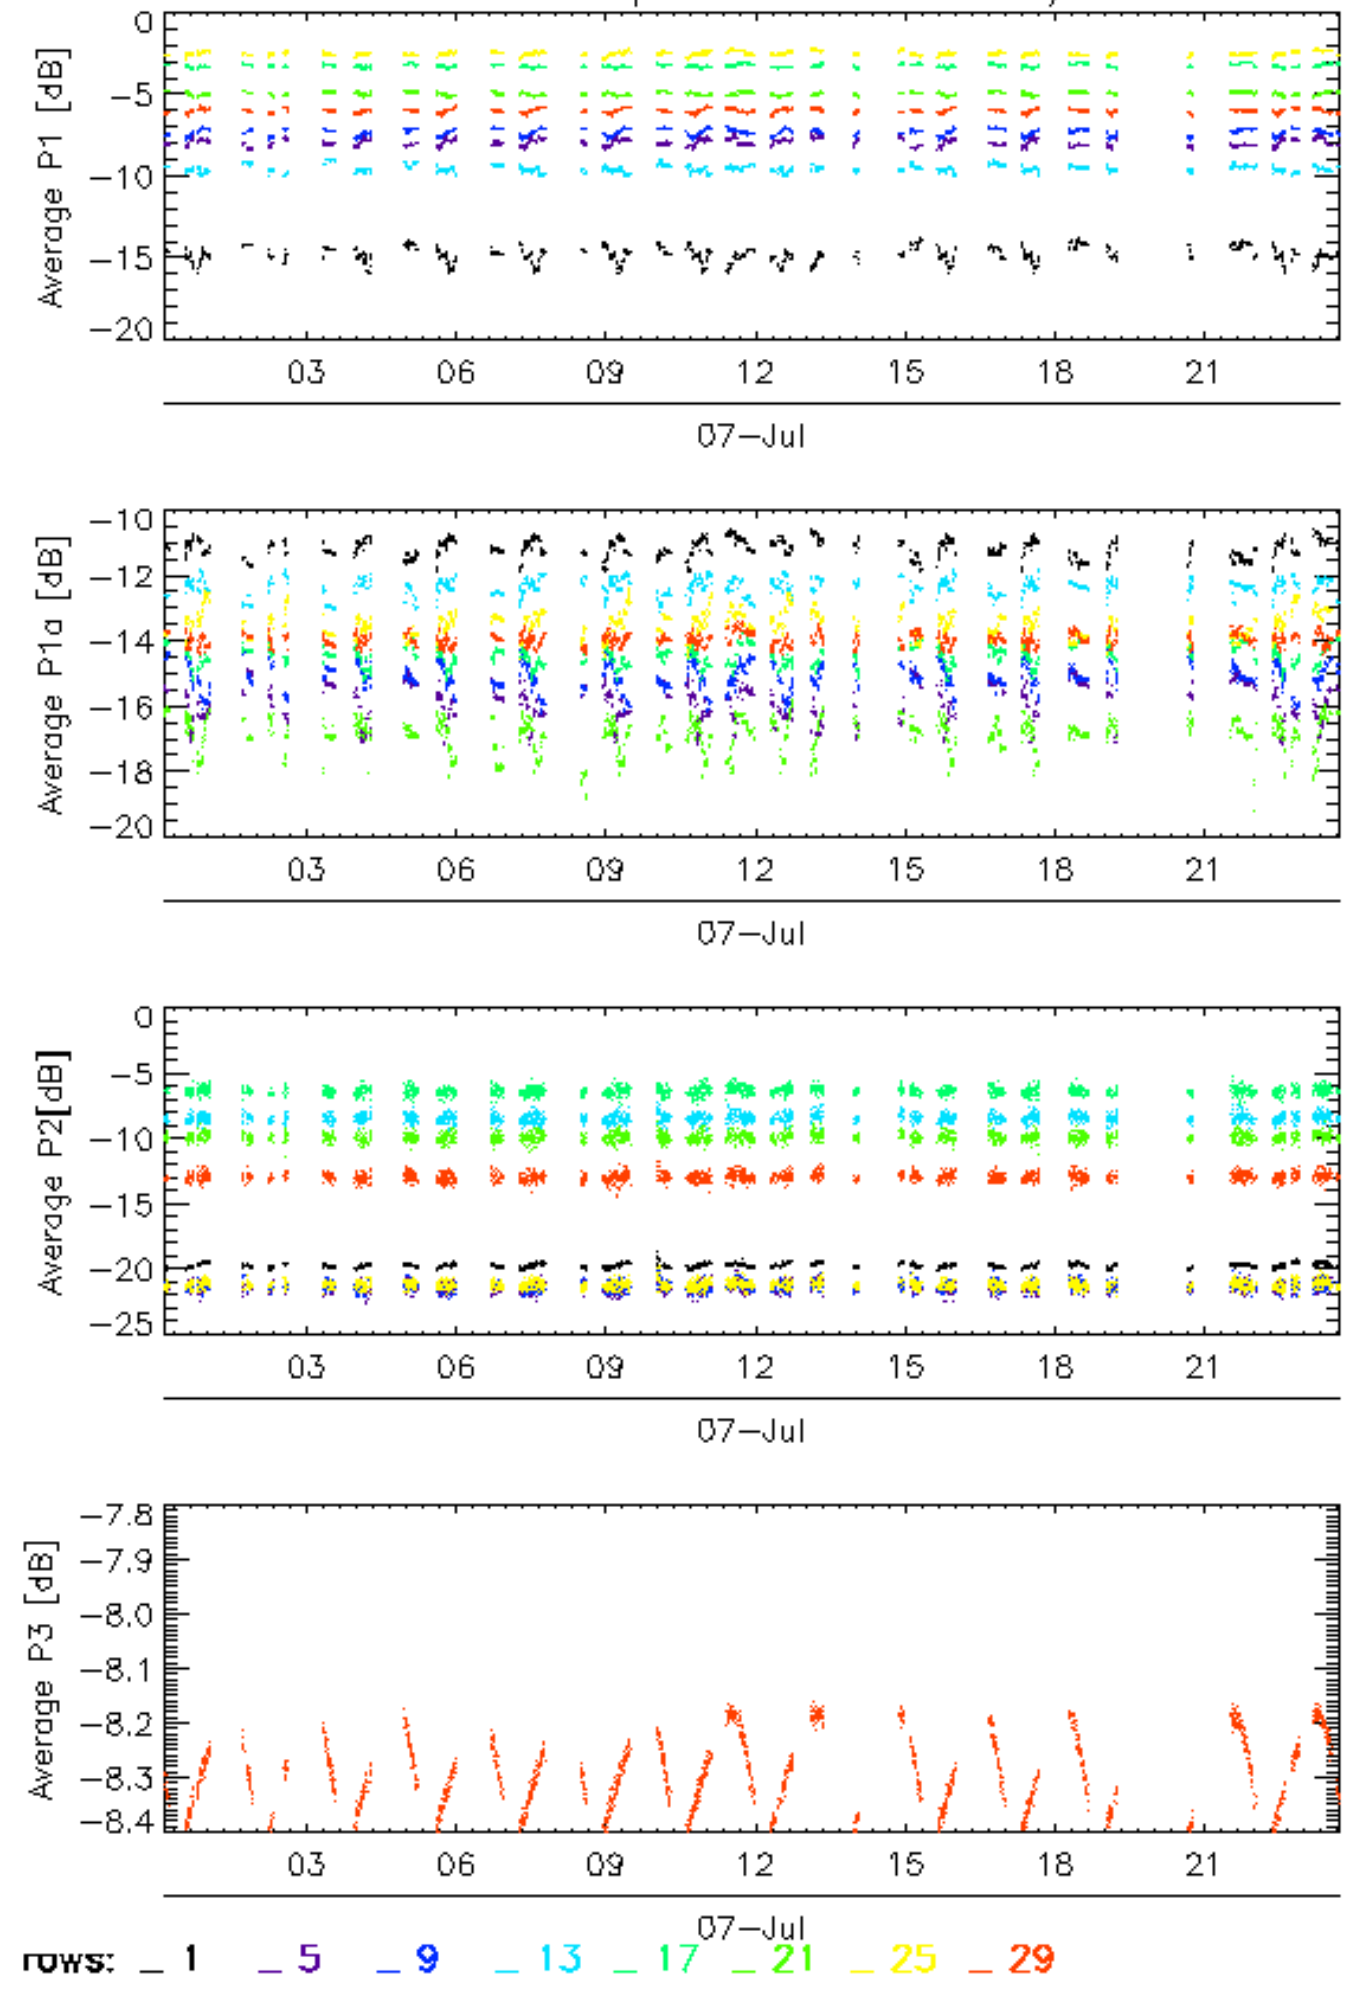 0
−5
−10
−15
−20
Average P1 [dB]
03 06 09 12 15 18 21
07−Jul
−10
−12
−14
−16
−18
−20
Average P1a [dB]
03 06 09 12 15 18 21
07−Jul
0
−5
−10
−15
−20
−25
Average P2[dB]
03 06 09 12 15 18 21
07−Jul
−7.8
−7.9
−8.0
−8.1
−8.2
−8.3
−8.4
Average P3 [dB]
03 06 09 12 15 18 21
07−Jul
rows: _ 1 _ 5 _ 9 _ 13 _ 17 _ 21 _ 25 _ 29